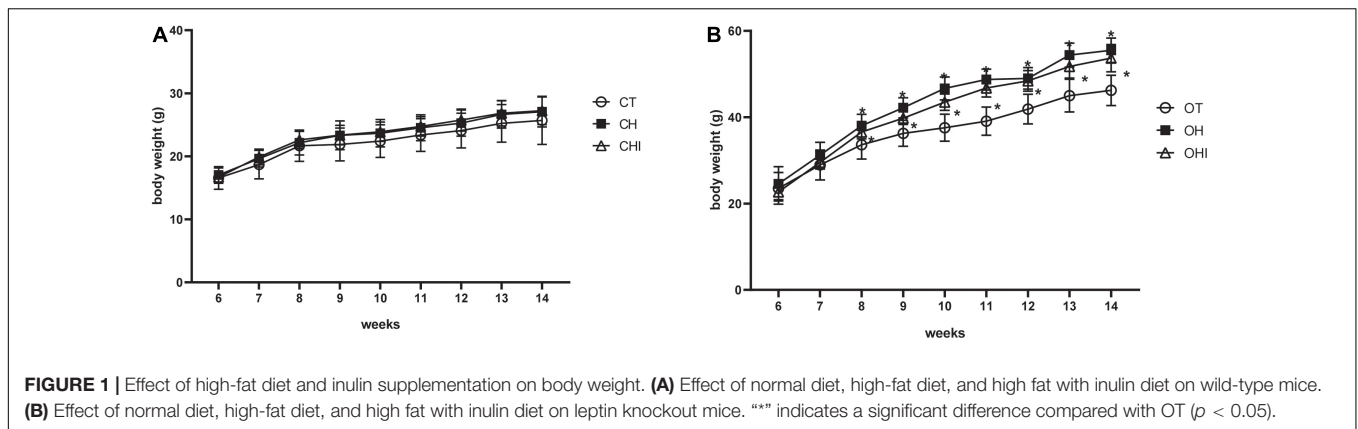 A
40
30
20
10
0
body weight (g)
6 7 8 9 10 11 12 13 14
weeks
CT
CH
CHI
B
60
40
20
0
body weight (g)
* * * * * * *
* * * * * * *
6 7 8 9 10 11 12 13 14
weeks
OT
OH
OHI
FIGURE 1 | Effect of high-fat diet and inulin supplementation on body weight. (A) Effect of normal diet, high-fat diet, and high fat with inulin diet on wild-type mice.
(B) Effect of normal diet, high-fat diet, and high fat with inulin diet on leptin knockout mice. “*” indicates a significant difference compared with OT (p < 0.05).